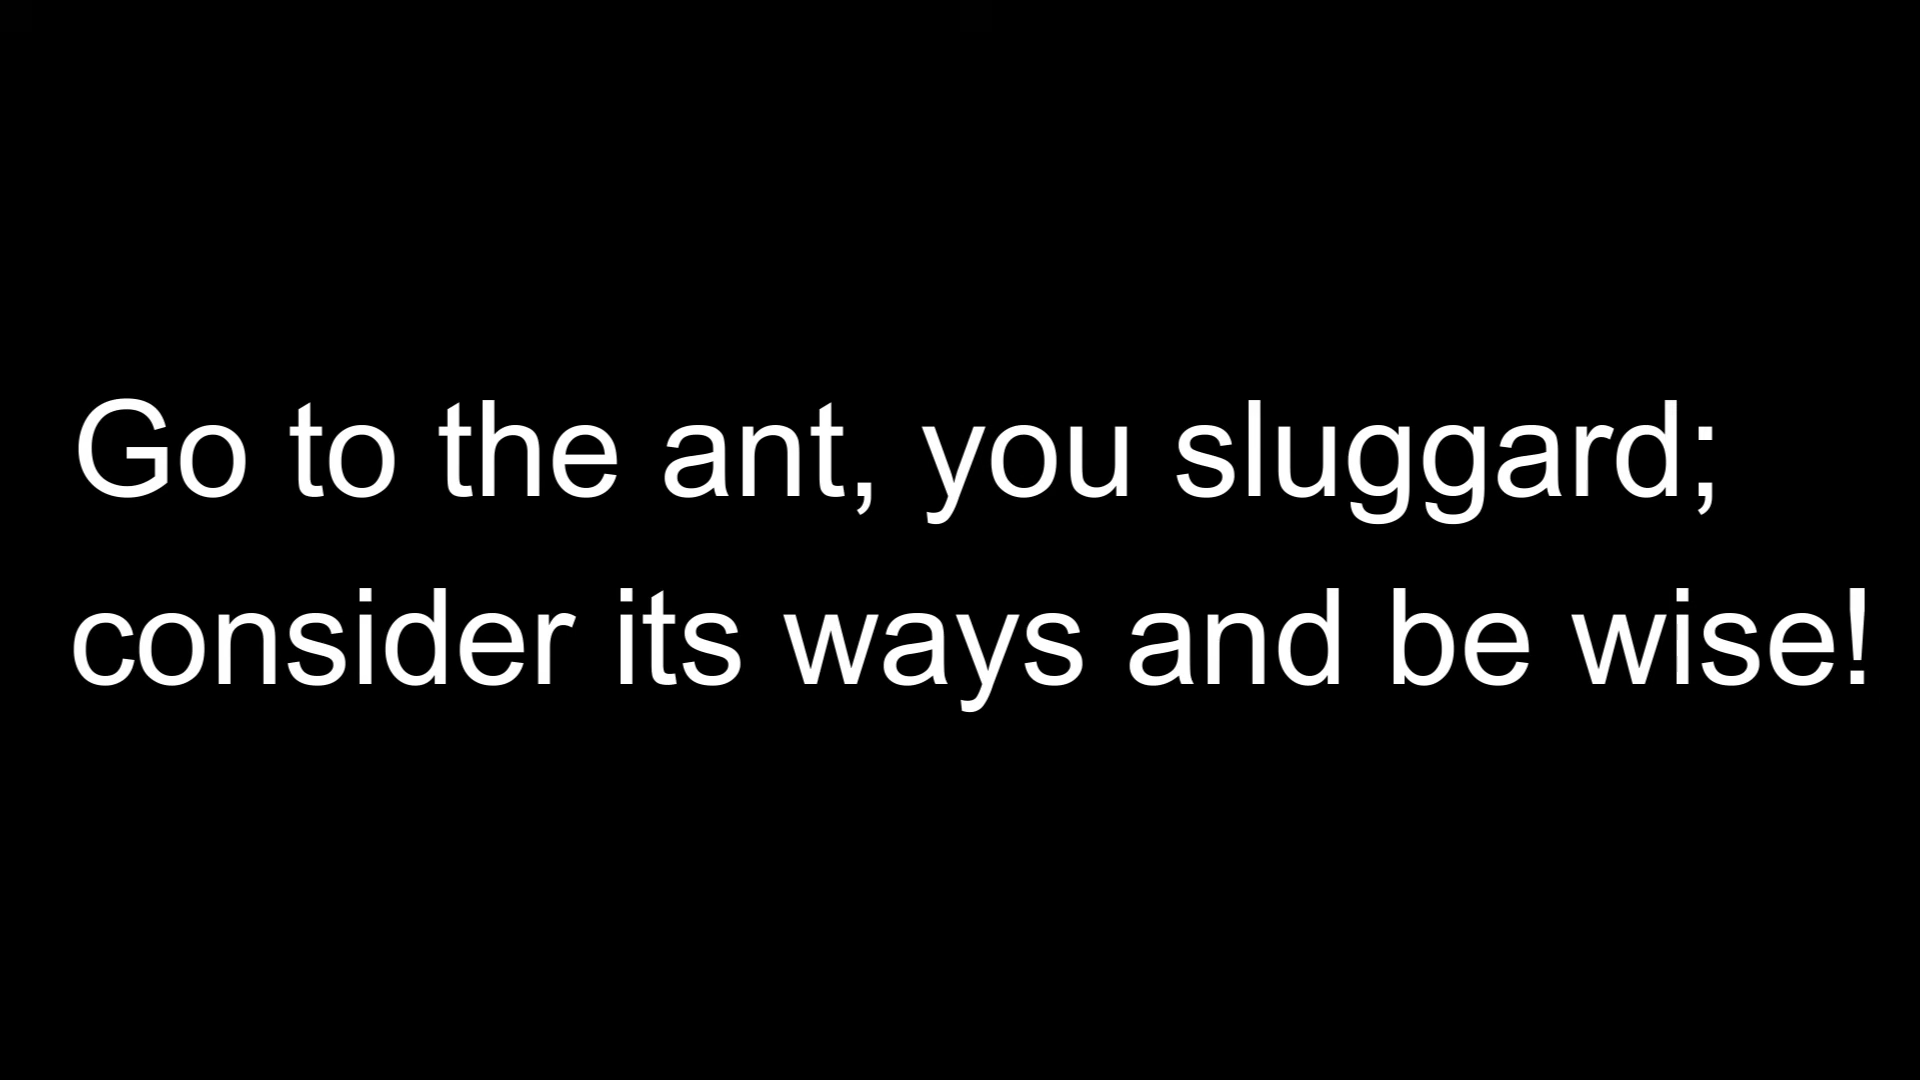 Go to the ant, you sluggard;
consider its ways and be wise!